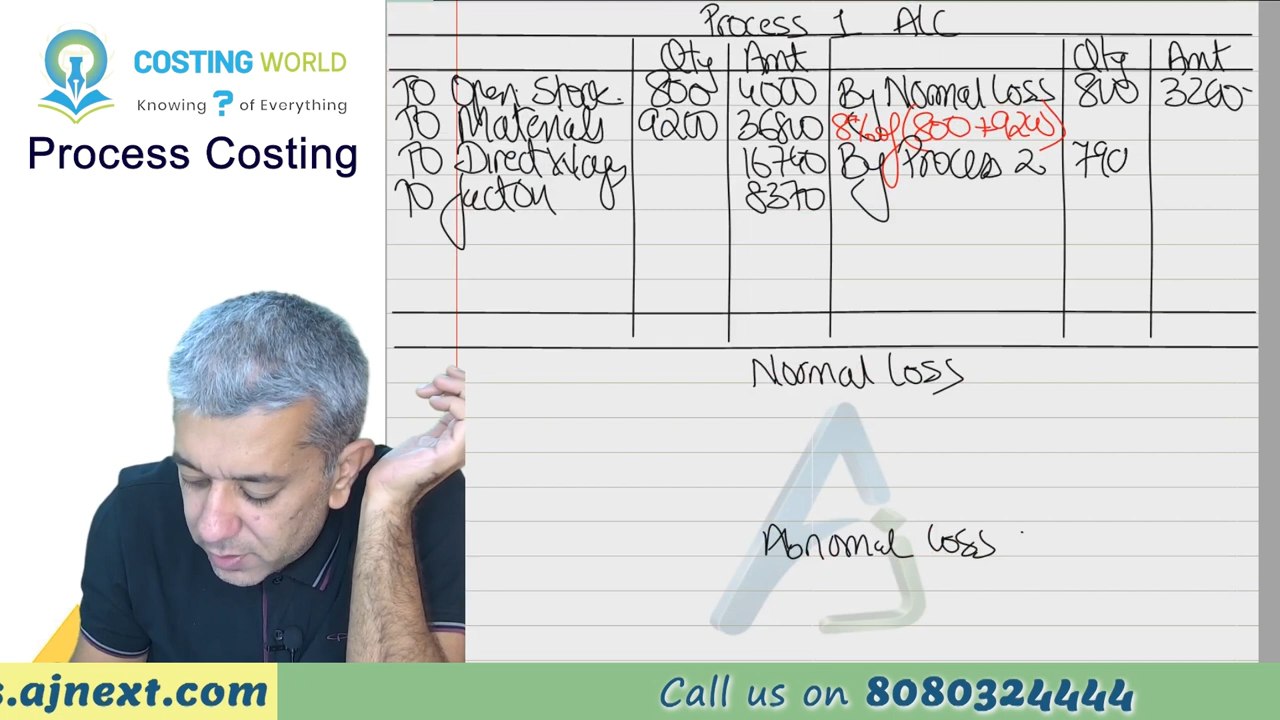 COSTING WORLD
Knowing ? of Everything
Process Costing
Process 1 A/C
Qty Amt Qty Amt
To Open. Stock. 800 4000 By Normal Loss 800 3200-
To Materials 9200 36800 8% of (800+9200)
To Direct Wages 16740 By Process 2 790
To factory 8370 By
Normal Loss
Abnormal Loss
s.ajnext.com
Call us on 8080324444